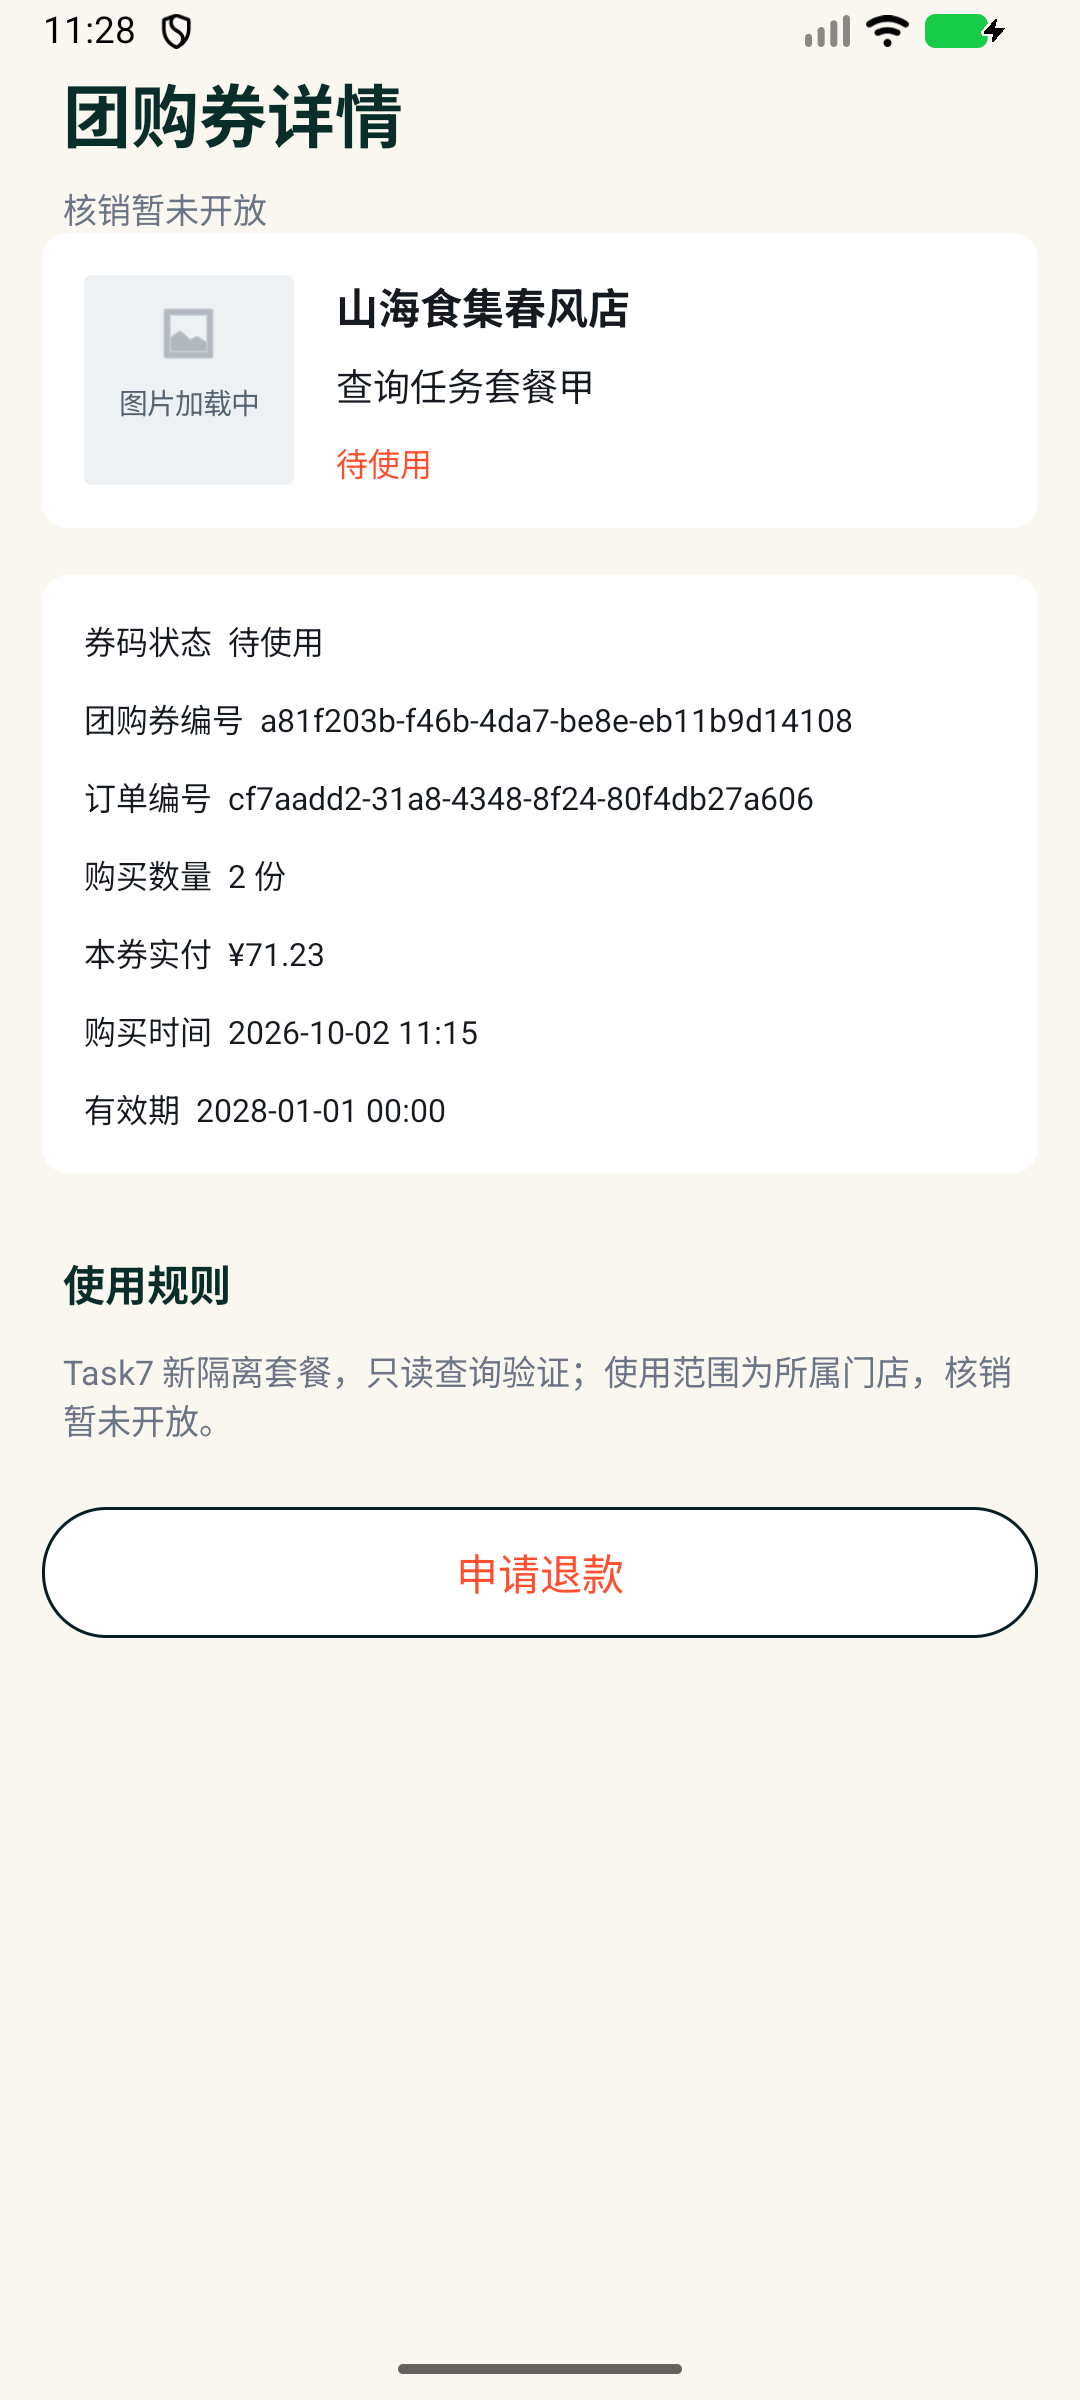 11:28
团购券详情
核销暂未开放
图片加载中
山海食集春风店
查询任务套餐甲
待使用
券码状态 待使用
团购券编号 a81f203b-f46b-4da7-be8e-eb11b9d14108
订单编号 cf7aadd2-31a8-4348-8f24-80f4db27a606
购买数量 2 份
本券实付 ¥71.23
购买时间 2026-10-02 11:15
有效期 2028-01-01 00:00
使用规则
Task7 新隔离套餐，只读查询验证；使用范围为所属门店，核销
暂未开放。
申请退款